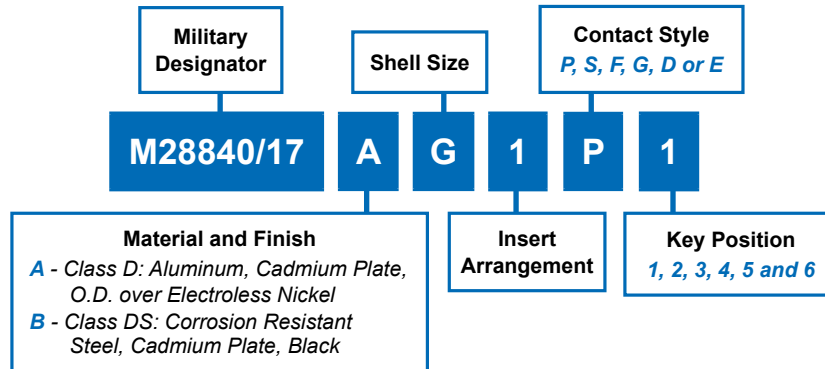 Military
Designator
Shell Size
Contact Style
P, S, F, G, D or E
M28840/17 A G 1 P 1
Material and Finish
A - Class D: Aluminum, Cadmium Plate,
O.D. over Electroless Nickel
B - Class DS: Corrosion Resistant
Steel, Cadmium Plate, Black
Insert
Arrangement
Key Position
1, 2, 3, 4, 5 and 6